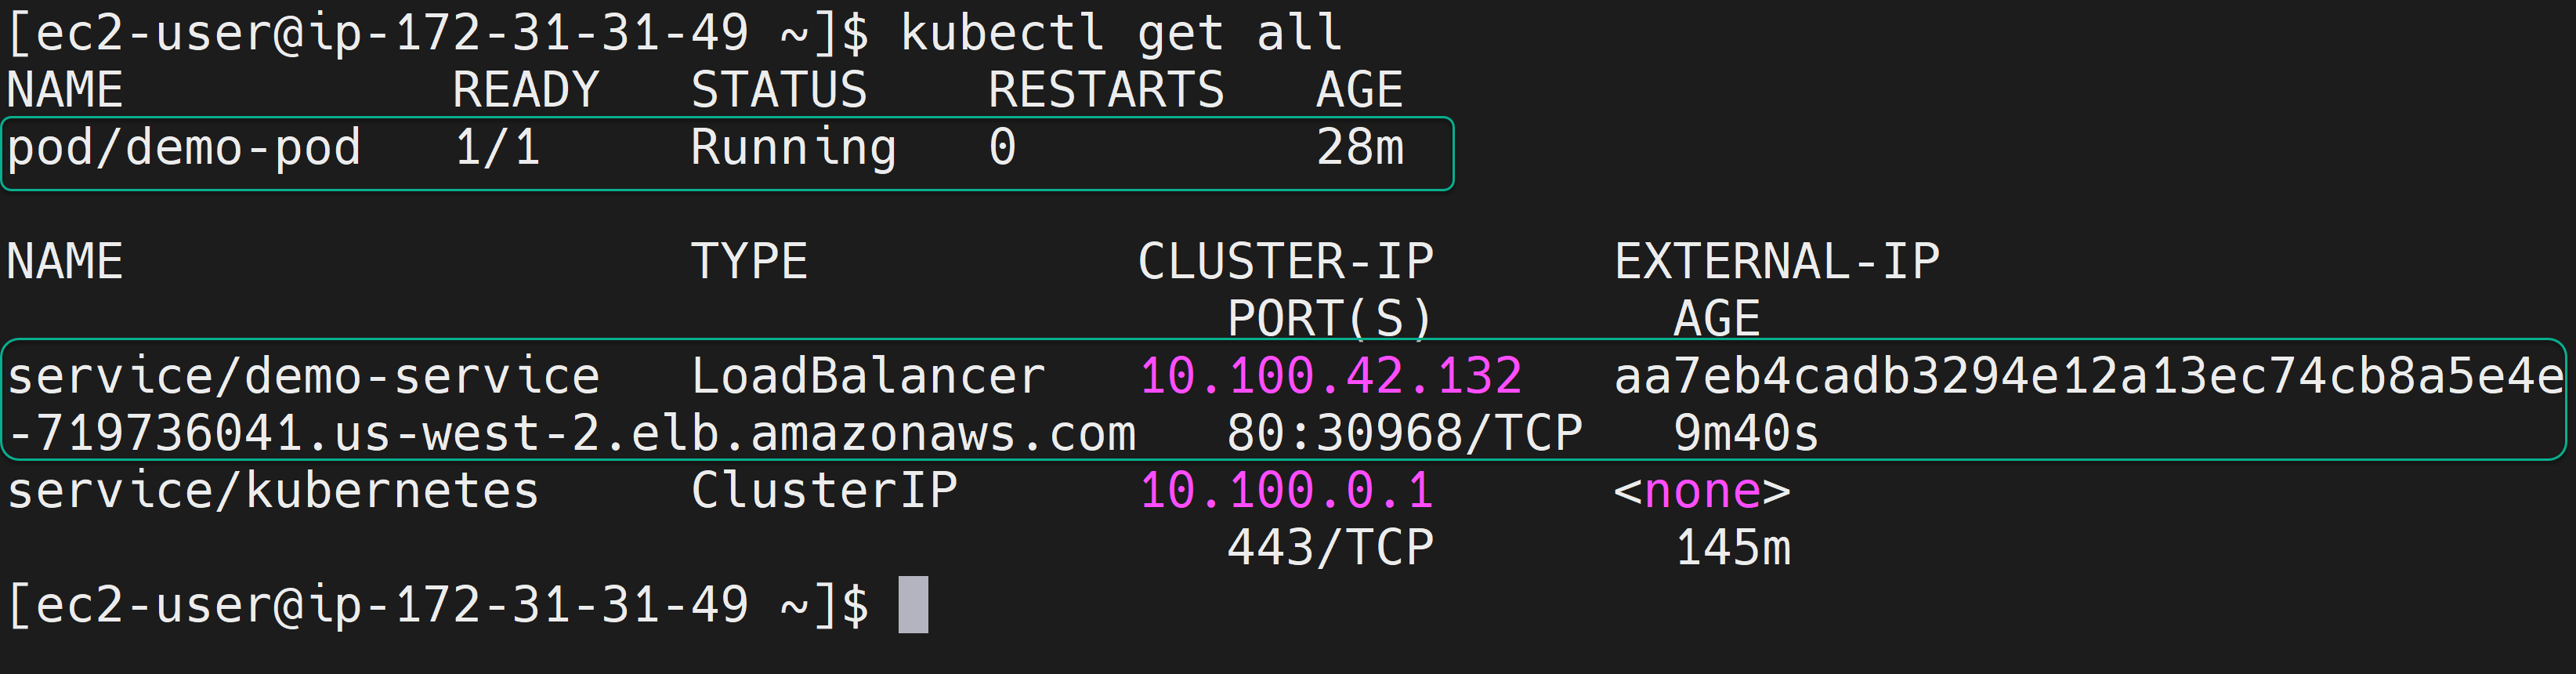 [ec2-user@ip-172-31-31-49 ~]$ kubectl get all
NAME           READY   STATUS    RESTARTS   AGE
pod/demo-pod   1/1     Running   0          28m
NAME                   TYPE           CLUSTER-IP      EXTERNAL-IP
PORT(S)        AGE
service/demo-service   LoadBalancer   10.100.42.132   aa7eb4cadb3294e12a13ec74cb8a5e4e
-719736041.us-west-2.elb.amazonaws.com   80:30968/TCP   9m40s
service/kubernetes     ClusterIP      10.100.0.1      <none>
443/TCP        145m
[ec2-user@ip-172-31-31-49 ~]$